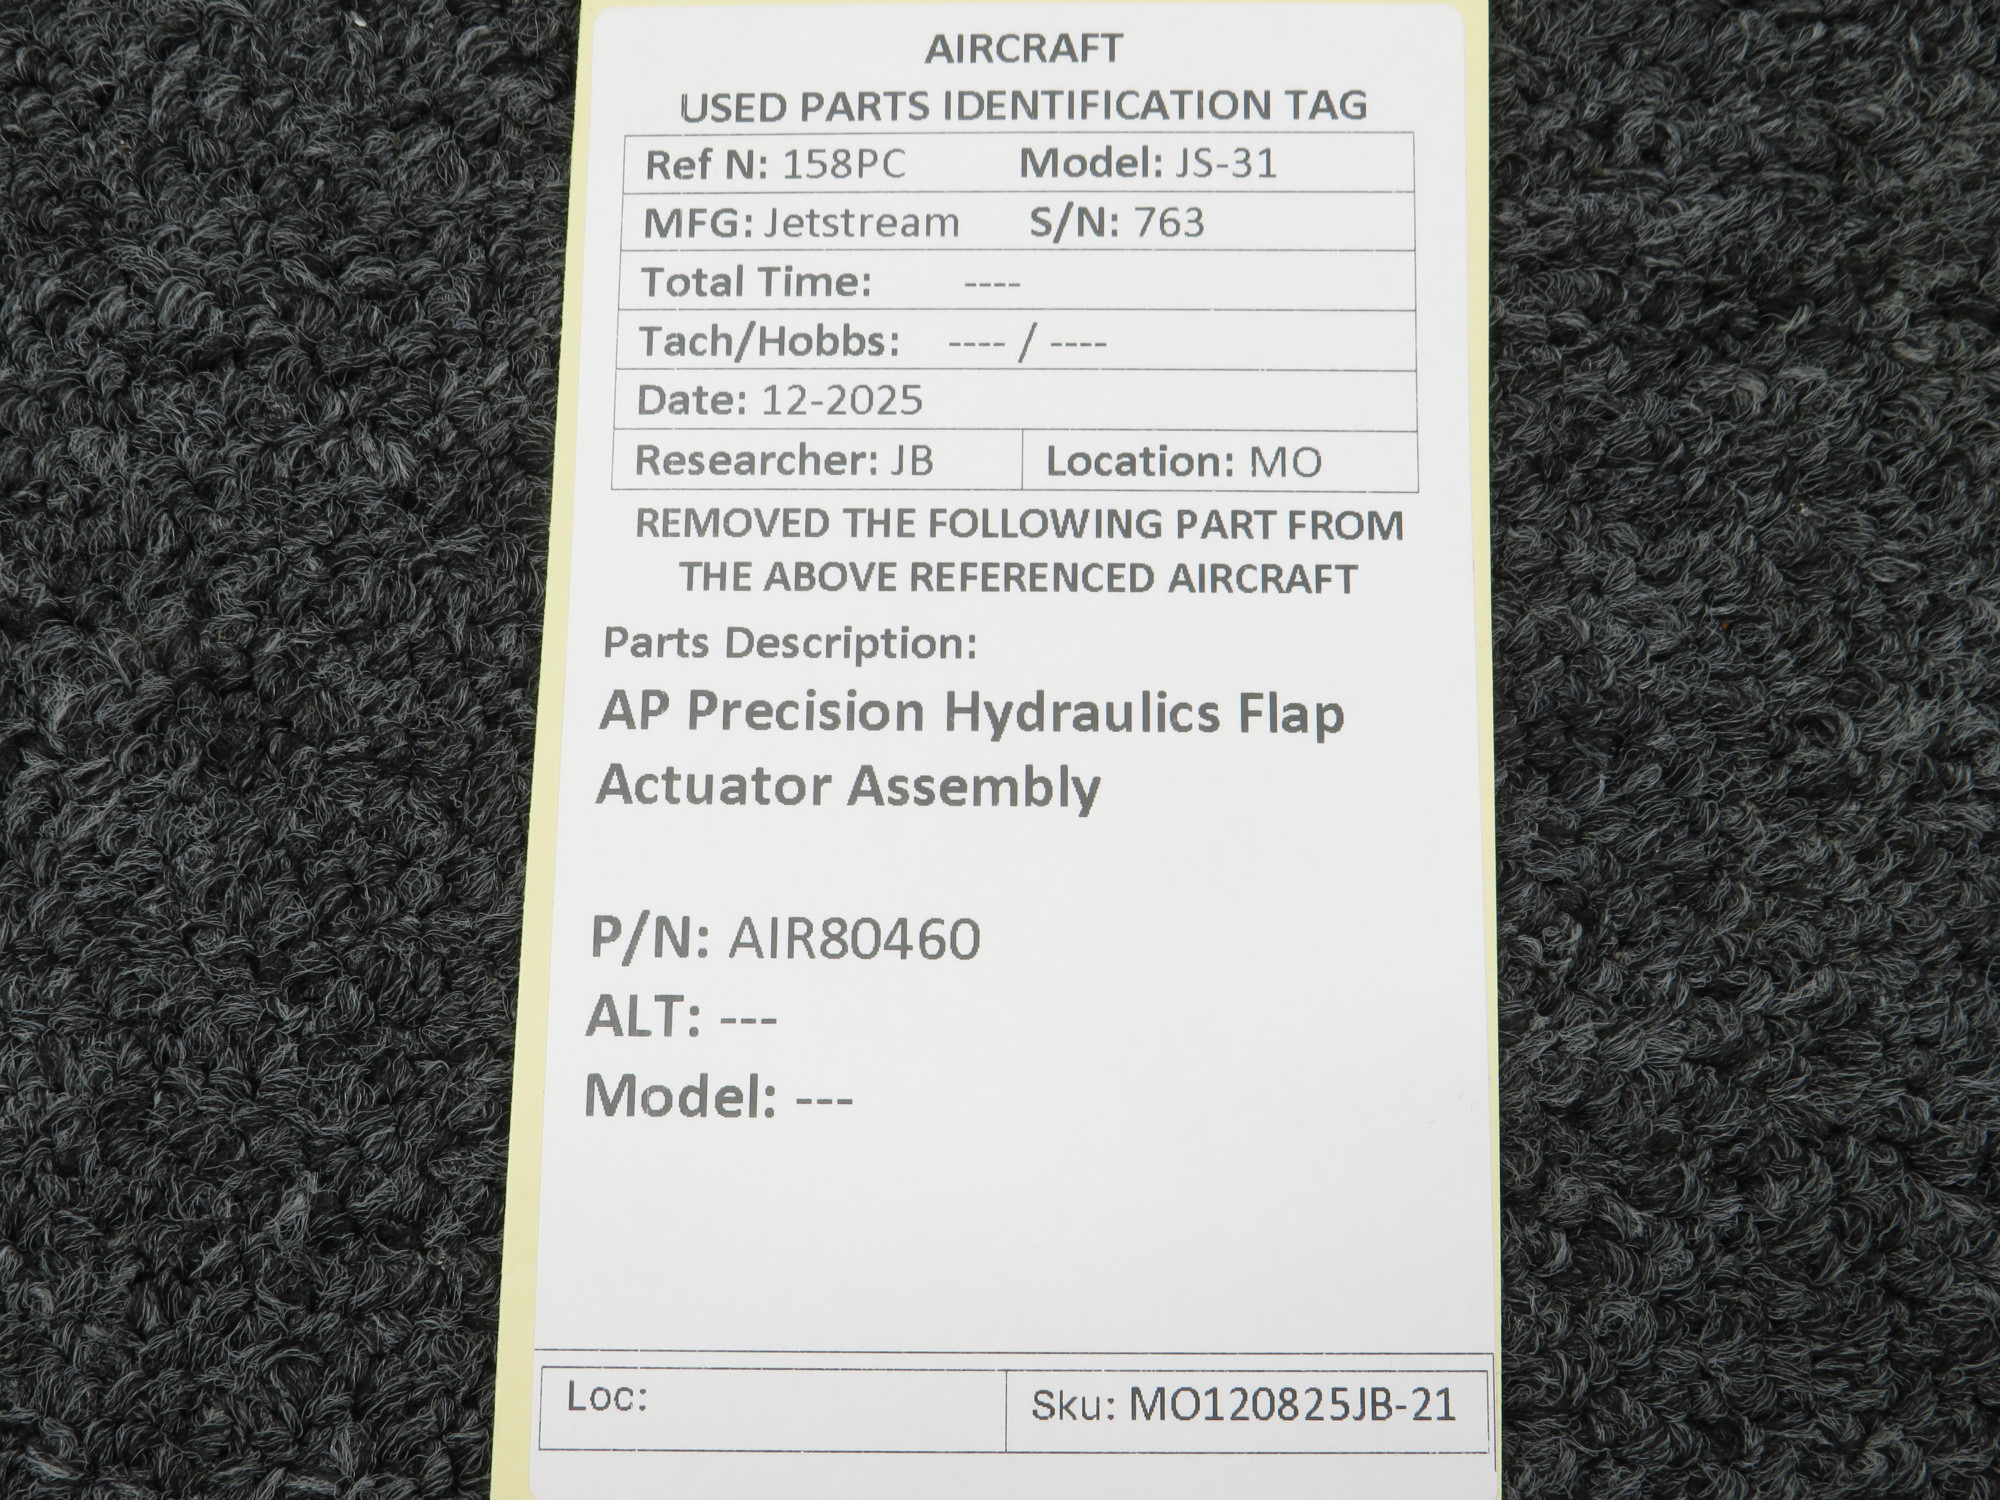 AIRCRAFT
USED PARTS IDENTIFICATION TAG
Ref N: 158PC Model: JS-31
MFG: Jetstream S/N: 763
Total Time: ----
Tach/Hobbs: ---- / ----
Date: 12-2025
Researcher: JB Location: MO
REMOVED THE FOLLOWING PART FROM
THE ABOVE REFERENCED AIRCRAFT
Parts Description:
AP Precision Hydraulics Flap
Actuator Assembly
P/N: AIR80460
ALT: ---
Model: ---
Loc: Sku: MO120825JB-21